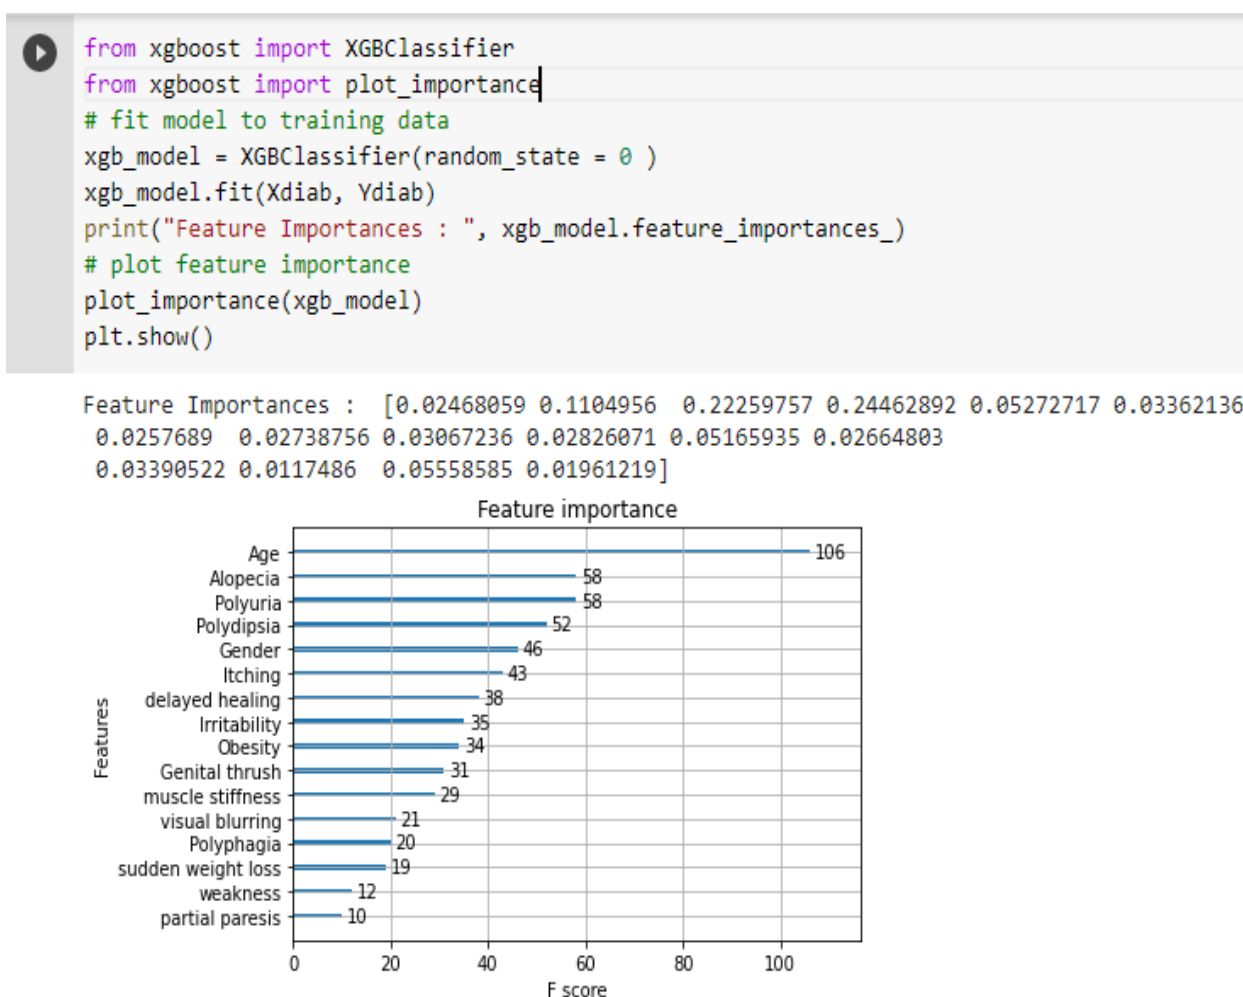 from xgboost import XGBClassifier
from xgboost import plot_importance
# fit model to training data
xgb_model = XGBClassifier(random_state = 0 )
xgb_model.fit(Xdiab, Ydiab)
print("Feature Importances : ", xgb_model.feature_importances_)
# plot feature importance
plot_importance(xgb_model)
plt.show()
Feature Importances :  [0.02468059 0.1104956  0.22259757 0.24462892 0.05272717 0.03362136
0.0257689  0.02738756 0.03067236 0.02826071 0.05165935 0.02664803
0.03390522 0.0117486  0.05558585 0.01961219]
Feature importance
Age 106
Alopecia 58
Polyuria 58
Polydipsia 52
Gender 46
Itching 43
delayed healing 38
Irritability 35
Obesity 34
Genital thrush 31
muscle stiffness 29
visual blurring 21
Polyphagia 20
sudden weight loss 19
weakness 12
partial paresis 10
Features
0 20 40 60 80 100
F score